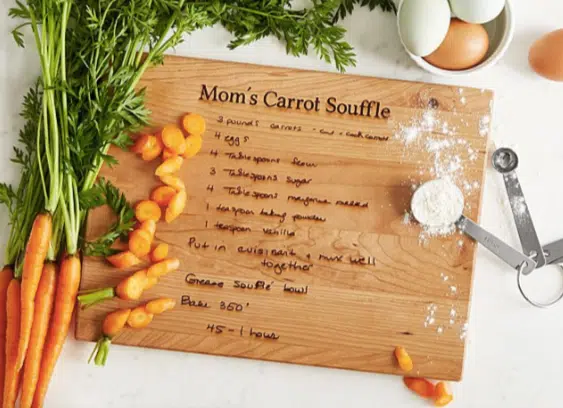 Mom's Carrot Souffle
3 pounds carrots - cut + cook carrots
4 eggs
4 Tablespoons flour
3 Tablespoons sugar
4 Tablespoons margarine melted
1 teaspoon baking powder
1 teaspoon vanilla
Put in cuisinart + mix well
together
Grease souffle bowl
Bake 350°
45 - 1 hour